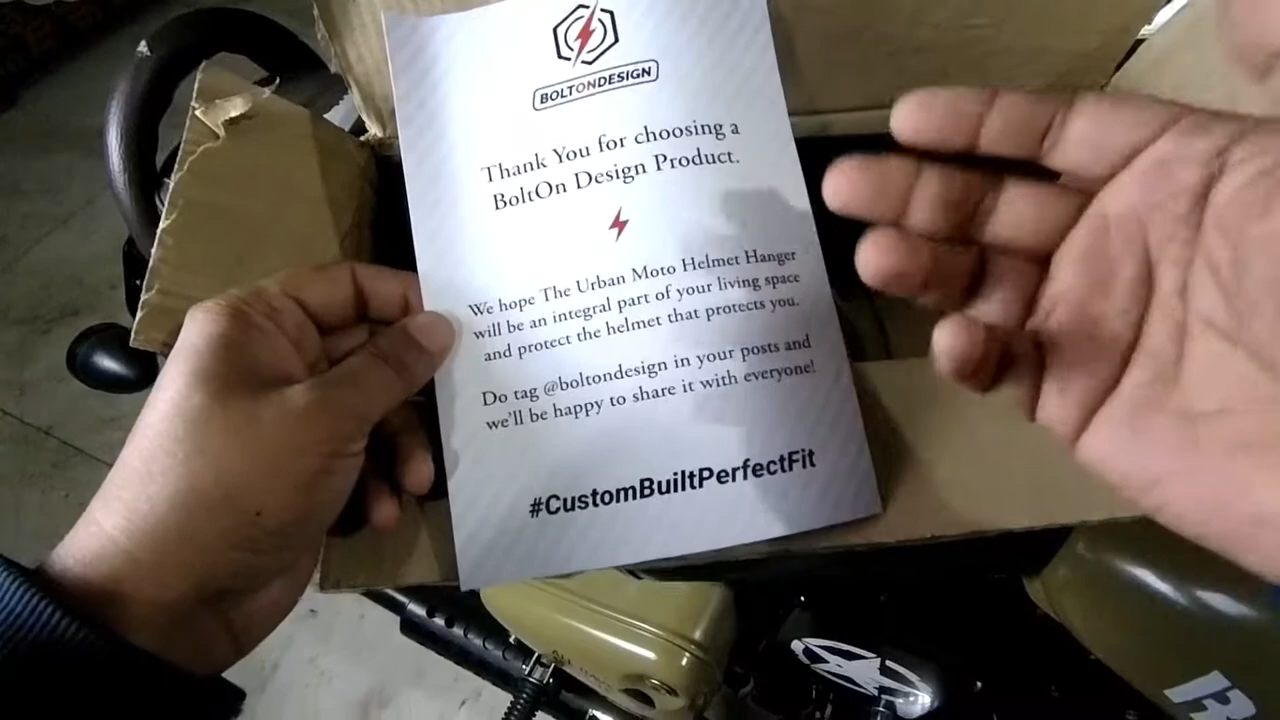 BOLTONDESIGN
Thank You for choosing a
BoltOn Design Product.
We hope The Urban Moto Helmet Hanger
will be an integral part of your living space
and protect the helmet that protects you.
Do tag @boltondesign in your posts and
we'll be happy to share it with everyone!
#CustomBuiltPerfectFit
R